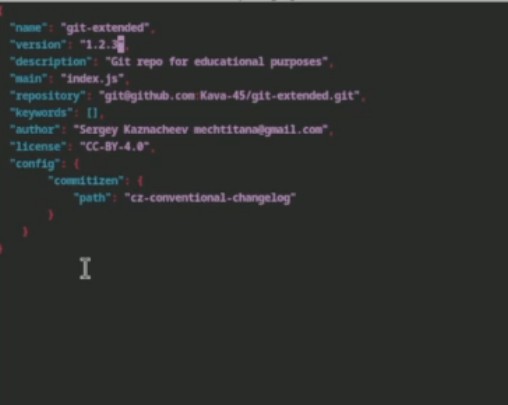 {
"name": "git-extended",
"version": "1.2.3",
"description": "Git repo for educational purposes",
"main": "index.js",
"repository": "git@github.com:Kava-45/git-extended.git",
"keywords": [],
"author": "Sergey Kaznacheev mechtitana@gmail.com",
"license": "CC-BY-4.0",
"config": {
"commitizen": {
"path": "cz-conventional-changelog"
}
}
}